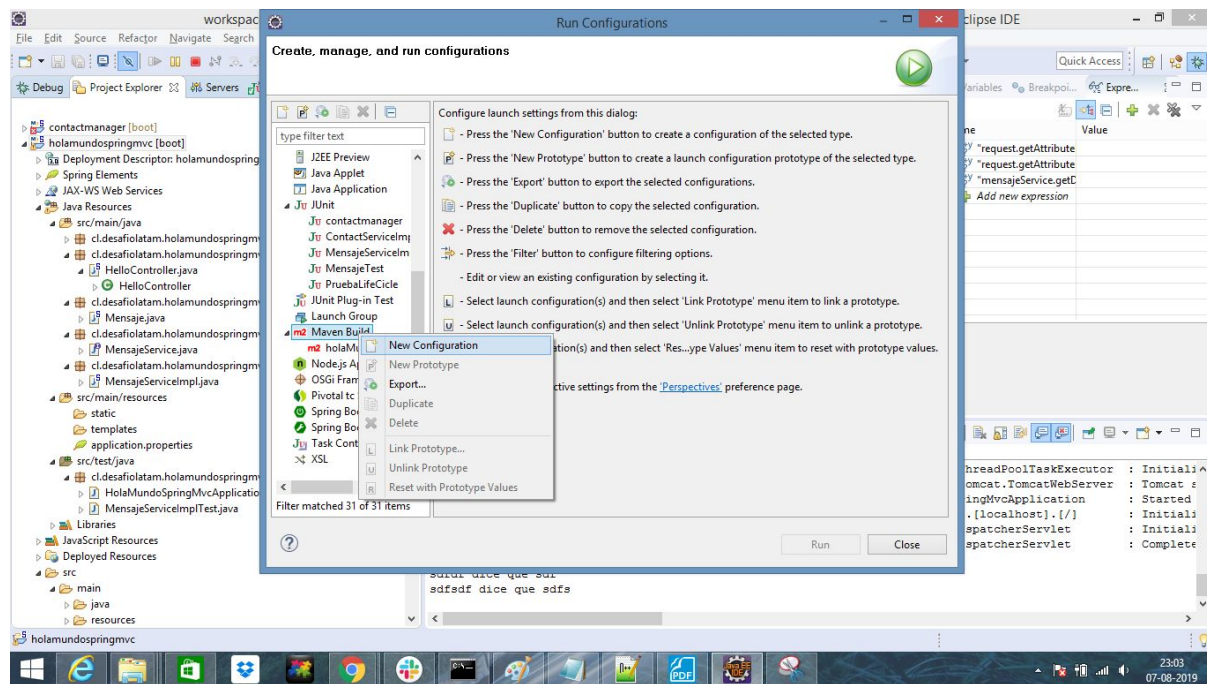 workspac
Run Configurations
clipse IDE
File Edit Source Refactor Navigate Search
Create, manage, and run configurations
Quick Access
Debug Project Explorer Servers
Variables Breakpoi... Expre...
type filter text
J2EE Preview
Java Applet
Java Application
JUnit
contactmanager
ContactServiceImp
MensajeServiceIm
MensajeTest
PruebaLifeCicle
JUnit Plug-in Test
Launch Group
Maven Build
holaMu
Node.js Ap
OSGi Fram
Pivotal tc
Spring Boo
Spring Boo
Task Cont
XSL
Filter matched 31 of 31 items
Configure launch settings from this dialog:
- Press the 'New Configuration' button to create a configuration of the selected type.
- Press the 'New Prototype' button to create a launch configuration prototype of the selected type.
- Press the 'Export' button to export the selected configurations.
- Press the 'Duplicate' button to copy the selected configuration.
- Press the 'Delete' button to remove the selected configuration.
- Press the 'Filter' button to configure filtering options.
- Edit or view an existing configuration by selecting it.
- Select launch configuration(s) and then select 'Link Prototype' menu item to link a prototype.
- Select launch configuration(s) and then select 'Unlink Prototype' menu item to unlink a prototype.
ation(s) and then select 'Res...ype Values' menu item to reset with prototype values.
ctive settings from the 'Perspectives' preference page.
New Configuration
New Prototype
Export...
Duplicate
Delete
Link Prototype...
Unlink Prototype
Reset with Prototype Values
Run
Close
contactmanager [boot]
holamundospringmvc [boot]
Deployment Descriptor: holamundospring
Spring Elements
JAX-WS Web Services
Java Resources
src/main/java
cl.desafiolatam.holamundospringm
cl.desafiolatam.holamundospringm
HelloController.java
HelloController
cl.desafiolatam.holamundospringm
Mensaje.java
cl.desafiolatam.holamundospringm
MensajeService.java
cl.desafiolatam.holamundospringm
MensajeServiceImpl.java
src/main/resources
static
templates
application.properties
src/test/java
cl.desafiolatam.holamundospringm
HolaMundoSpringMvcApplicatio
MensajeServiceImplTest.java
Libraries
JavaScript Resources
Deployed Resources
src
main
java
resources
me Value
"request.getAttribute
"request.getAttribute
"mensajeService.getD
Add new expression
hreadPoolTaskExecutor : Initiali
omcat.TomcatWebServer : Tomcat s
ingMvcApplication : Started
.[localhost].[/] : Initiali
spatcherServlet : Initiali
spatcherServlet : Complete
sdfdf dice que sdf
sdfsdf dice que sdfs
holamundospringmvc
23:03
07-08-2019